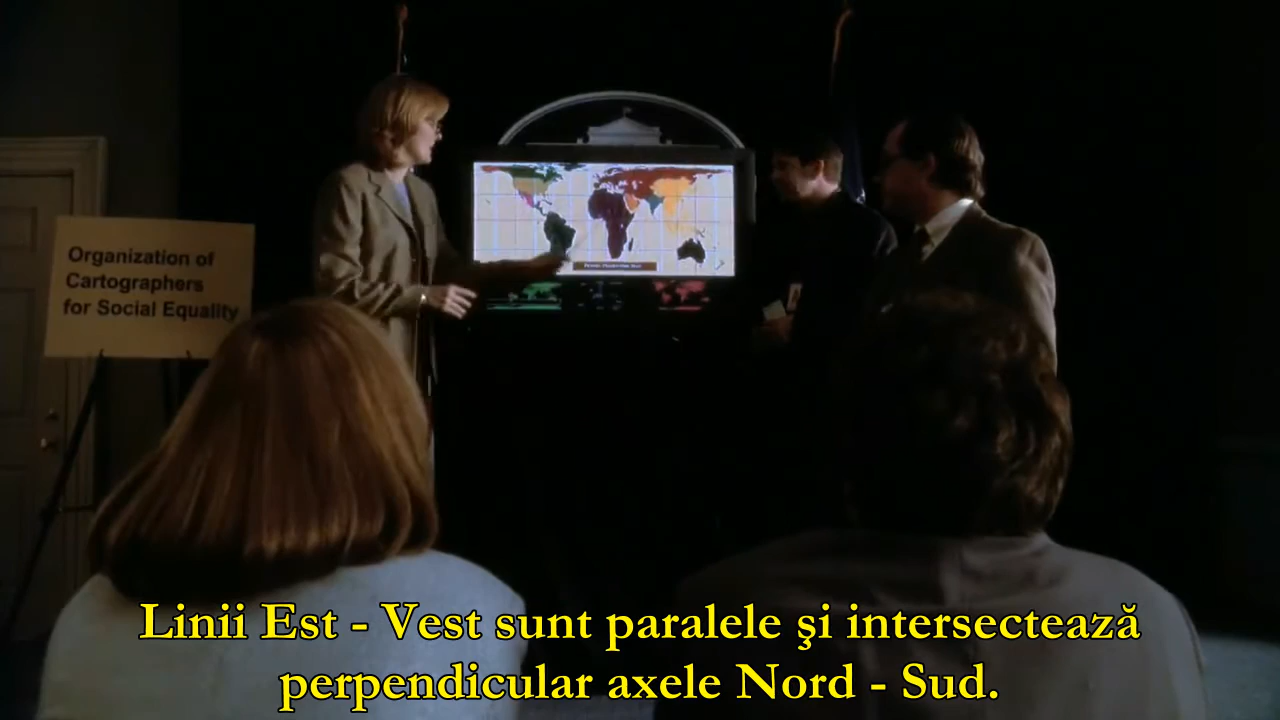 Organization of
Cartographers
for Social Equality
Linii Est - Vest sunt paralele şi intersectează
perpendicular axele Nord - Sud.